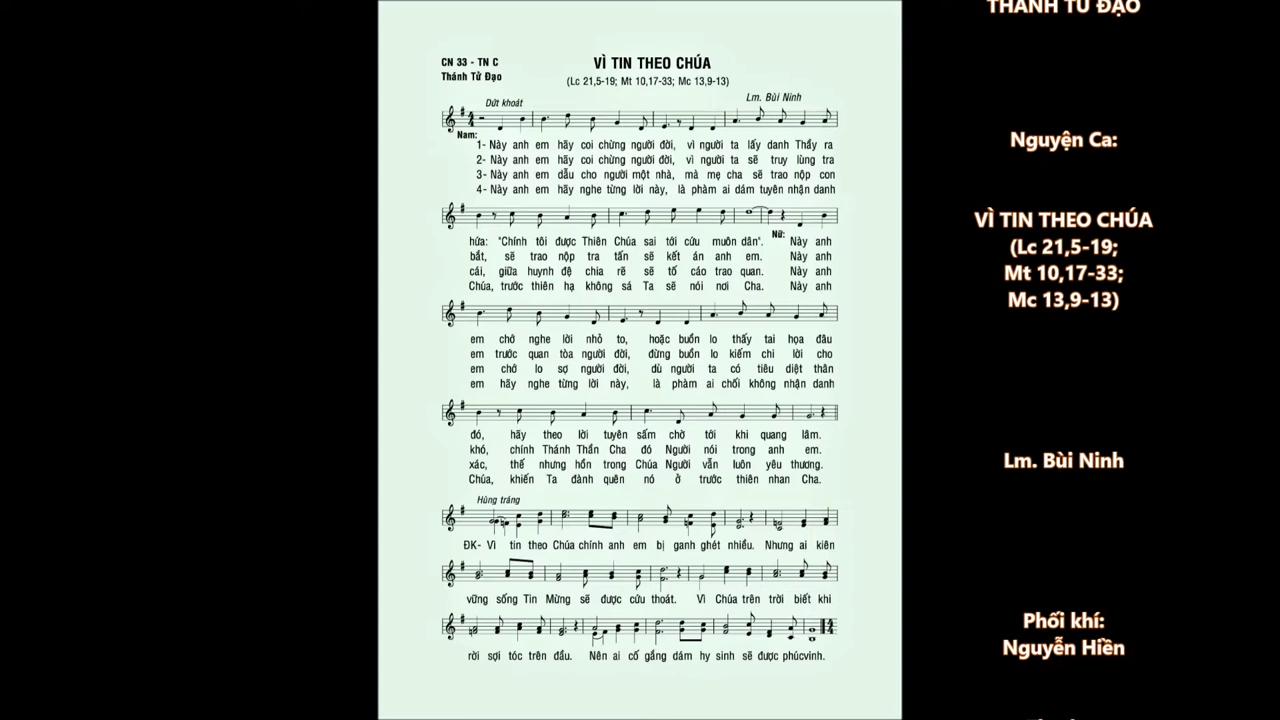 CN 33 - TN C
Thánh Tử Đạo
VÌ TIN THEO CHÚA
(Lc 21,5-19; Mt 10,17-33; Mc 13,9-13)
Dứt khoát
Lm. Bùi Ninh
Nam:
1- Này anh em hãy coi chừng người đời, vì người ta lấy danh Thầy ra
2- Này anh em hãy coi chừng người đời, vì người ta sẽ truy lùng tra
3- Này anh em dẫu cho người một nhà, mà mẹ cha sẽ trao nộp con
4- Này anh em hãy nghe từng lời này, là phàm ai dám tuyên nhận danh
hứa: "Chính tôi được Thiên Chúa sai tới cứu muôn dân". Này anh
Nữ:
bắt, sẽ trao nộp tra tấn sẽ kết án anh em. Này anh
cái, giữa huynh đệ chia rẽ sẽ tố cáo trao quan. Này anh
Chúa, trước thiên hạ không sá Ta sẽ nói nơi Cha. Này anh
em chớ nghe lời nhỏ to, hoặc buồn lo thấy tai họa đâu
em trước quan tòa người đời, đừng buồn lo kiếm chi lời cho
em chớ lo sợ người đời, dù người ta có tiêu diệt thân
em hãy nghe từng lời này, là phàm ai chối không nhận danh
đó, hãy theo lời tuyên sấm chờ tới khi quang lâm.
khó, chính Thánh Thần Cha đó Người nói trong anh em.
xác, thế nhưng hồn trong Chúa Người vẫn luôn yêu thương.
Chúa, khiến Ta đành quên nó ở trước thiên nhan Cha.
Hùng tráng
ĐK- Vì tin theo Chúa chính anh em bị ganh ghét nhiều. Nhưng ai kiên
vững sống Tin Mừng sẽ được cứu thoát. Vì Chúa trên trời biết khi
rời sợi tóc trên đầu. Nên ai cố gắng dám hy sinh sẽ được phúcvinh.
THÁNH TỬ ĐẠO
Nguyện Ca:
VÌ TIN THEO CHÚA
(Lc 21,5-19;
Mt 10,17-33;
Mc 13,9-13)
Lm. Bùi Ninh
Phối khí:
Nguyễn Hiền